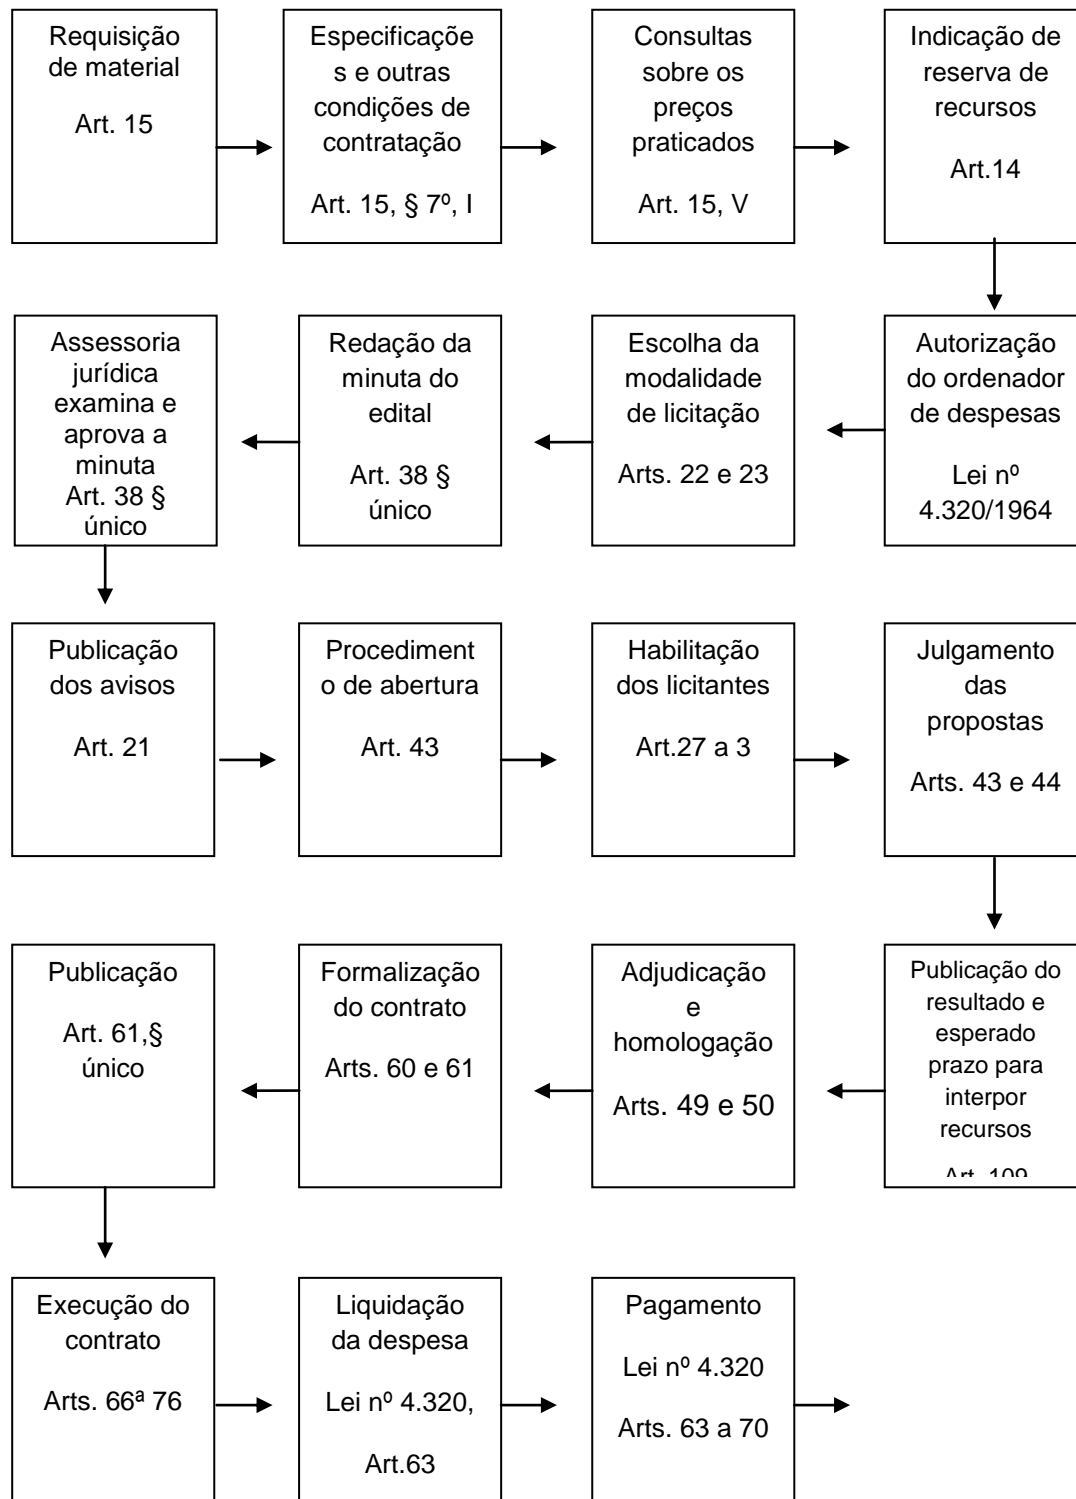 Requisição
de material
Art. 15
Especificaçõe
s e outras
condições de
contratação
Art. 15, § 7º, I
Consultas
sobre os
preços
praticados
Art. 15, V
Indicação de
reserva de
recursos
Art.14
Autorização
do ordenador
de despesas
Lei nº
4.320/1964
Escolha da
modalidade
de licitação
Arts. 22 e 23
Redação da
minuta do
edital
Art. 38 §
único
Assessoria
jurídica
examina e
aprova a
minuta
Art. 38 §
único
Publicação
dos avisos
Art. 21
Procediment
o de abertura
Art. 43
Habilitação
dos licitantes
Art.27 a 3
Julgamento
das
propostas
Arts. 43 e 44
Publicação do
resultado e
esperado
prazo para
interpor
recursos
Art. 109
Adjudicação
e
homologação
Arts. 49 e 50
Formalização
do contrato
Arts. 60 e 61
Publicação
Art. 61,§
único
Execução do
contrato
Arts. 66ª 76
Liquidação
da despesa
Lei nº 4.320,
Art.63
Pagamento
Lei nº 4.320
Arts. 63 a 70